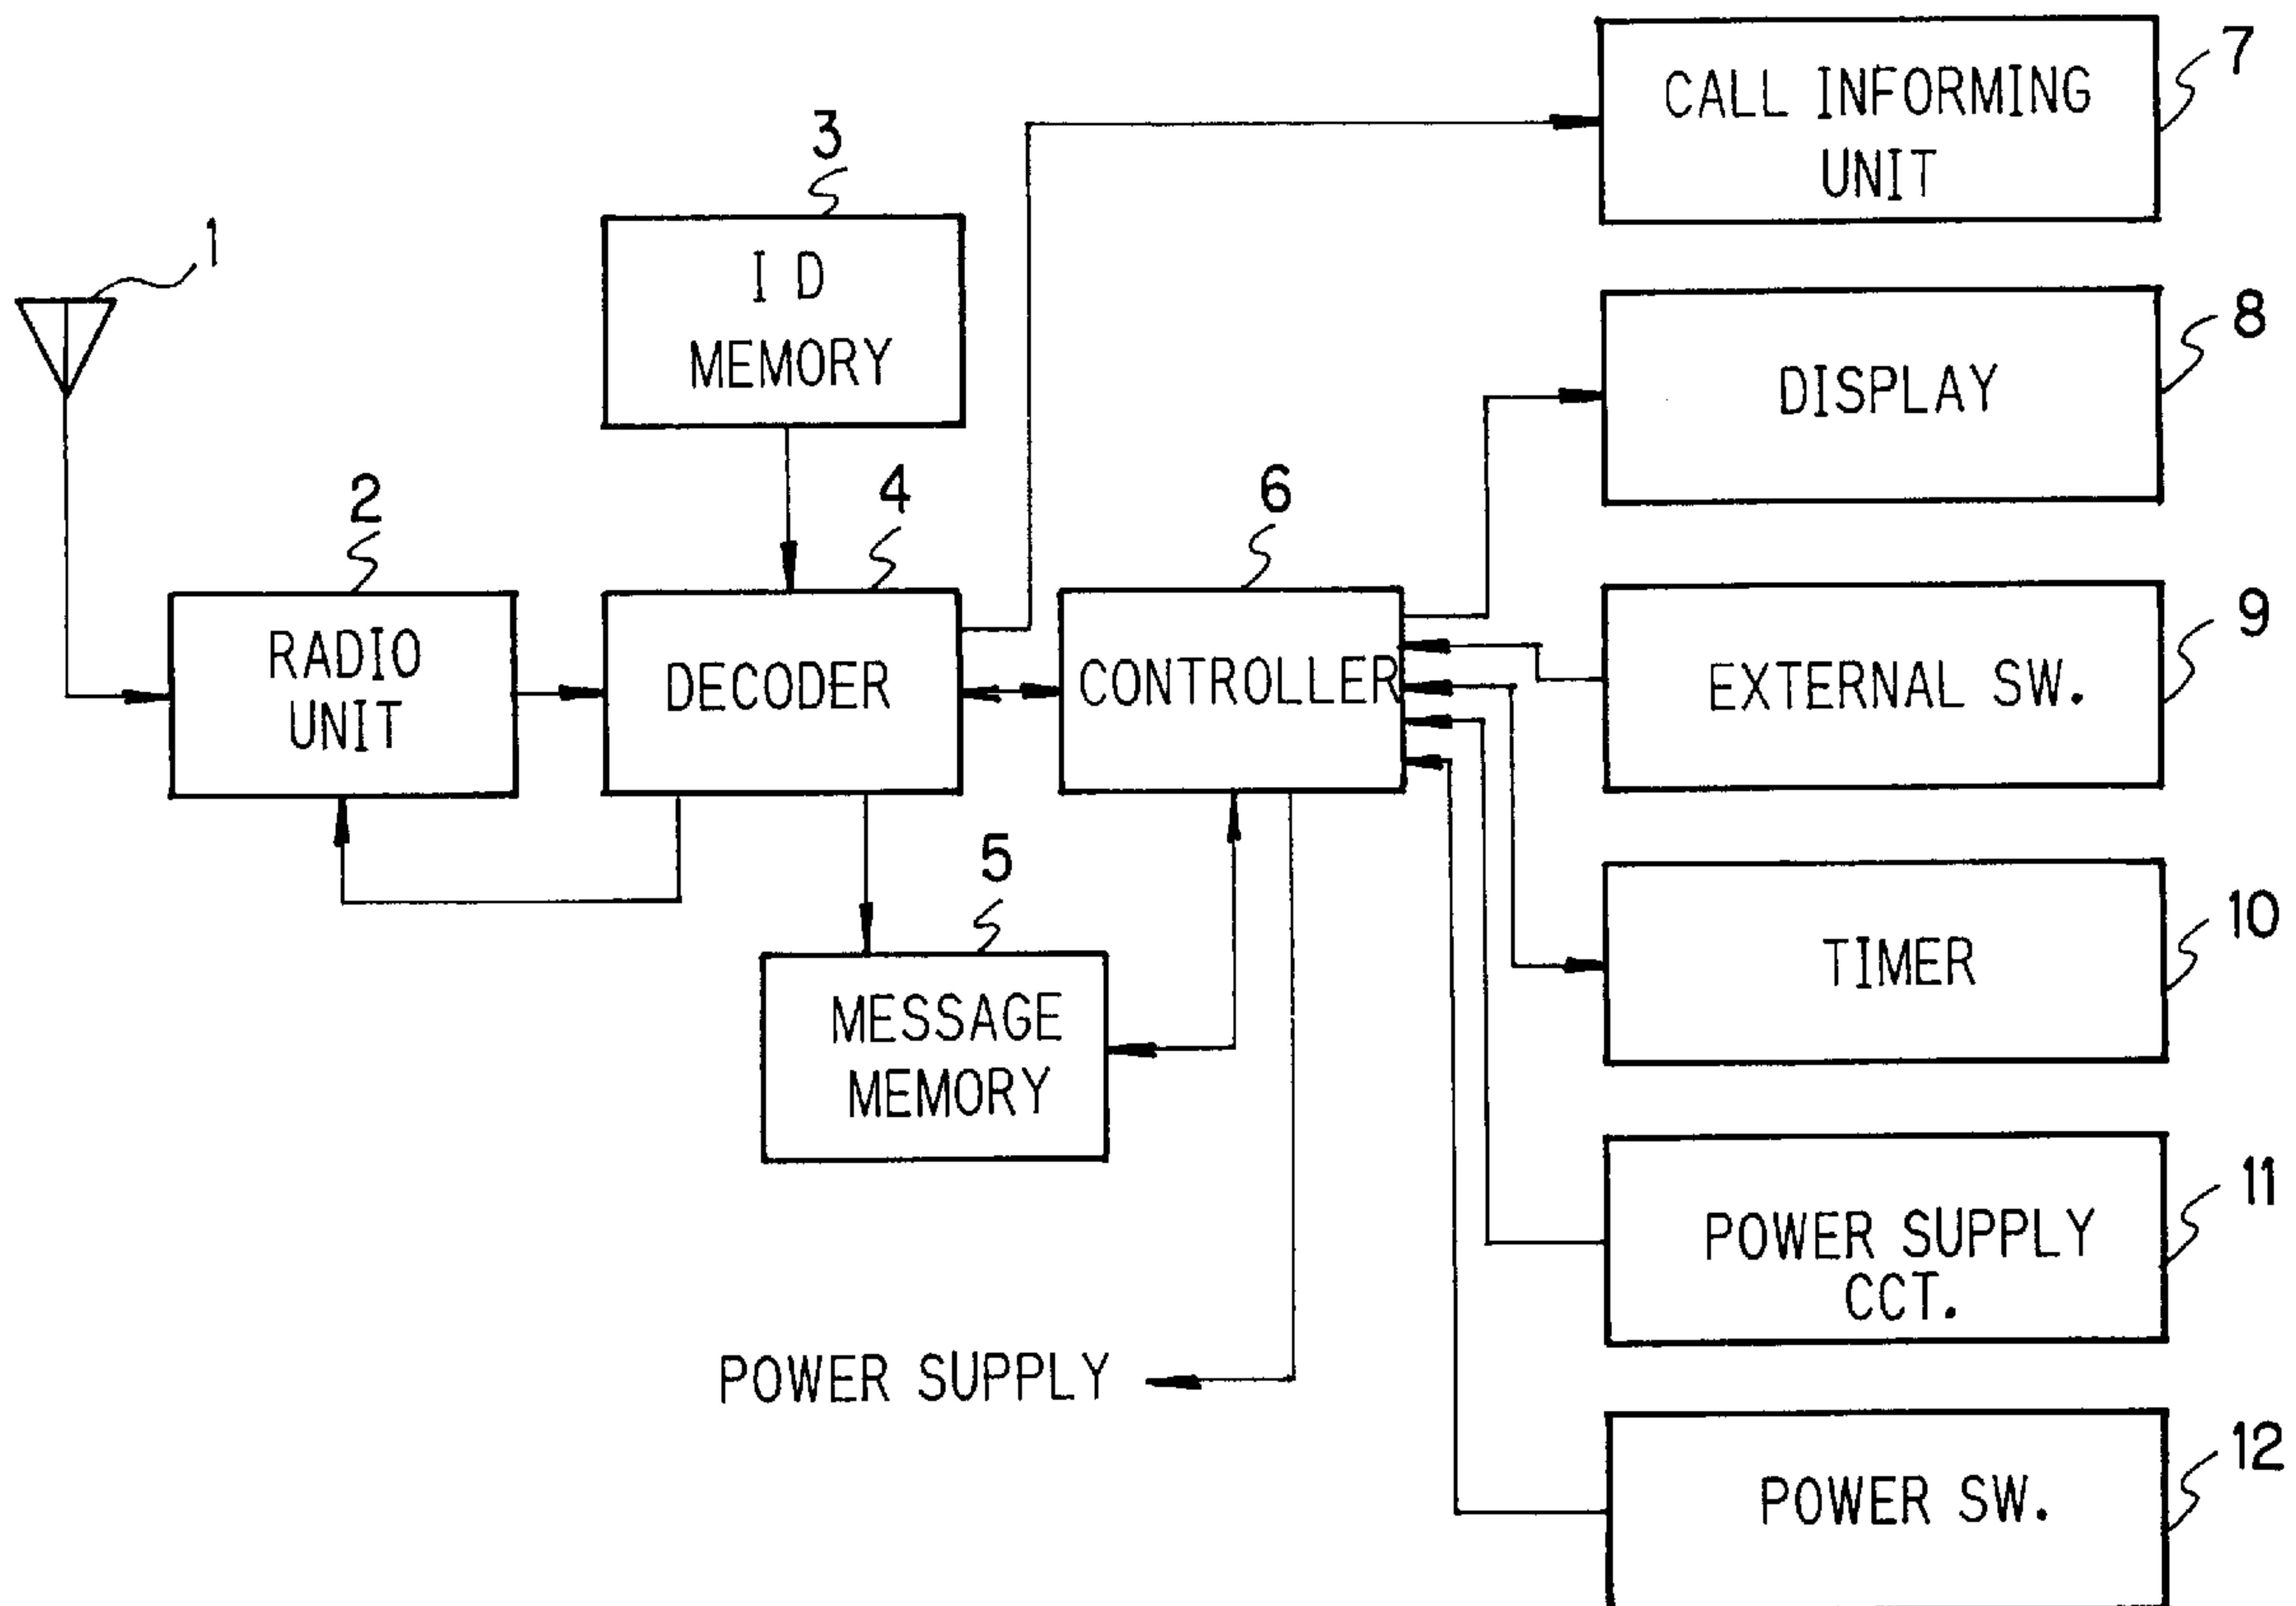 1
2
RADIO
UNIT
3
I D
MEMORY
4
DECODER
5
MESSAGE
MEMORY
6
CONTROLLER
POWER SUPPLY
7
CALL INFORMING
UNIT
8
DISPLAY
9
EXTERNAL SW.
10
TIMER
11
POWER SUPPLY
CCT.
12
POWER SW.